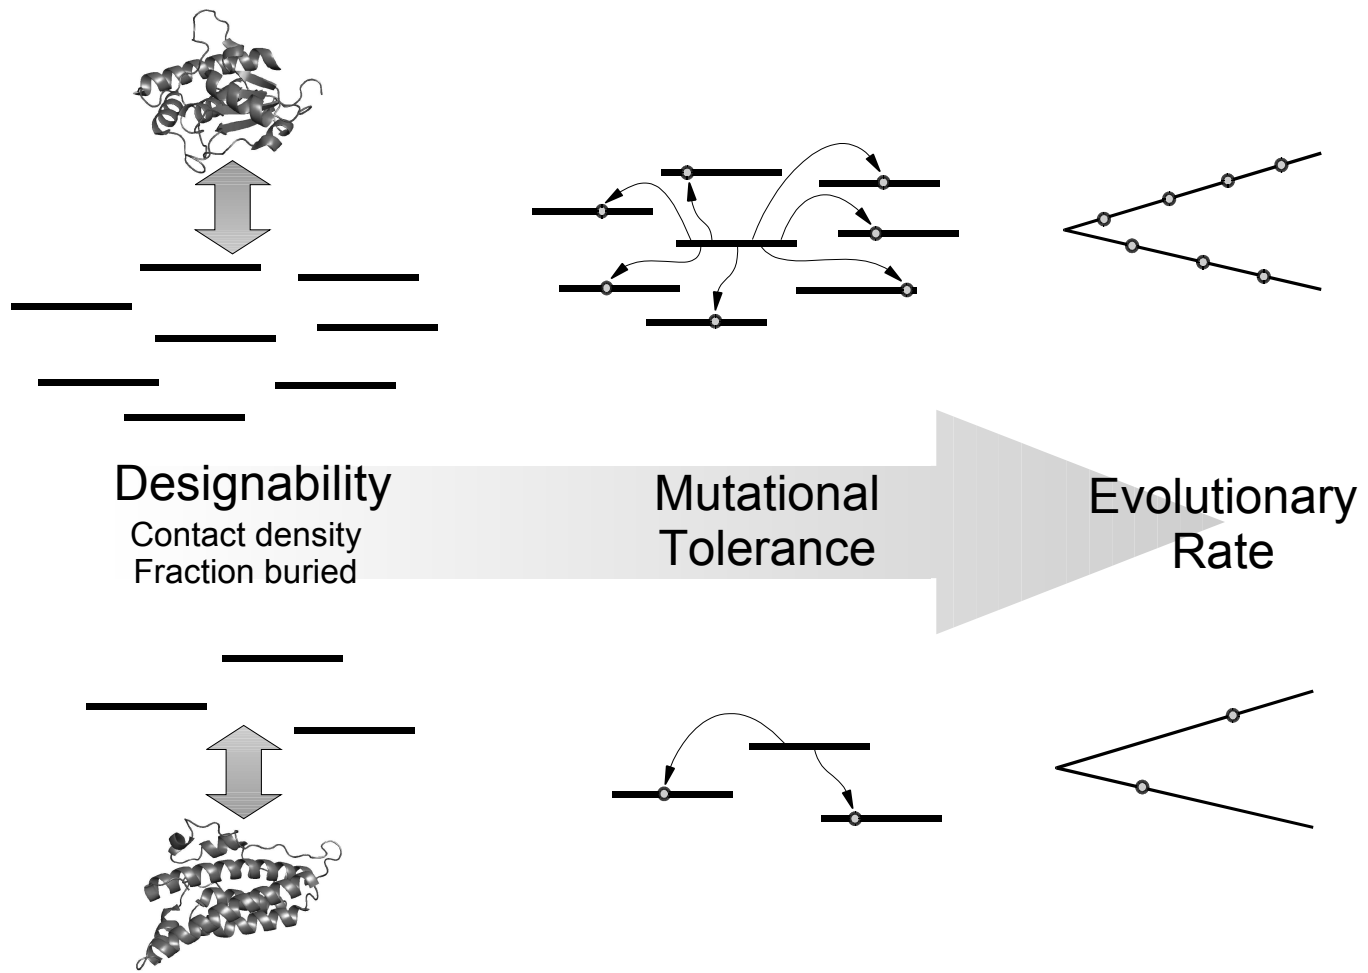 Designability
Contact density
Fraction buried
Mutational
Tolerance
Evolutionary
Rate